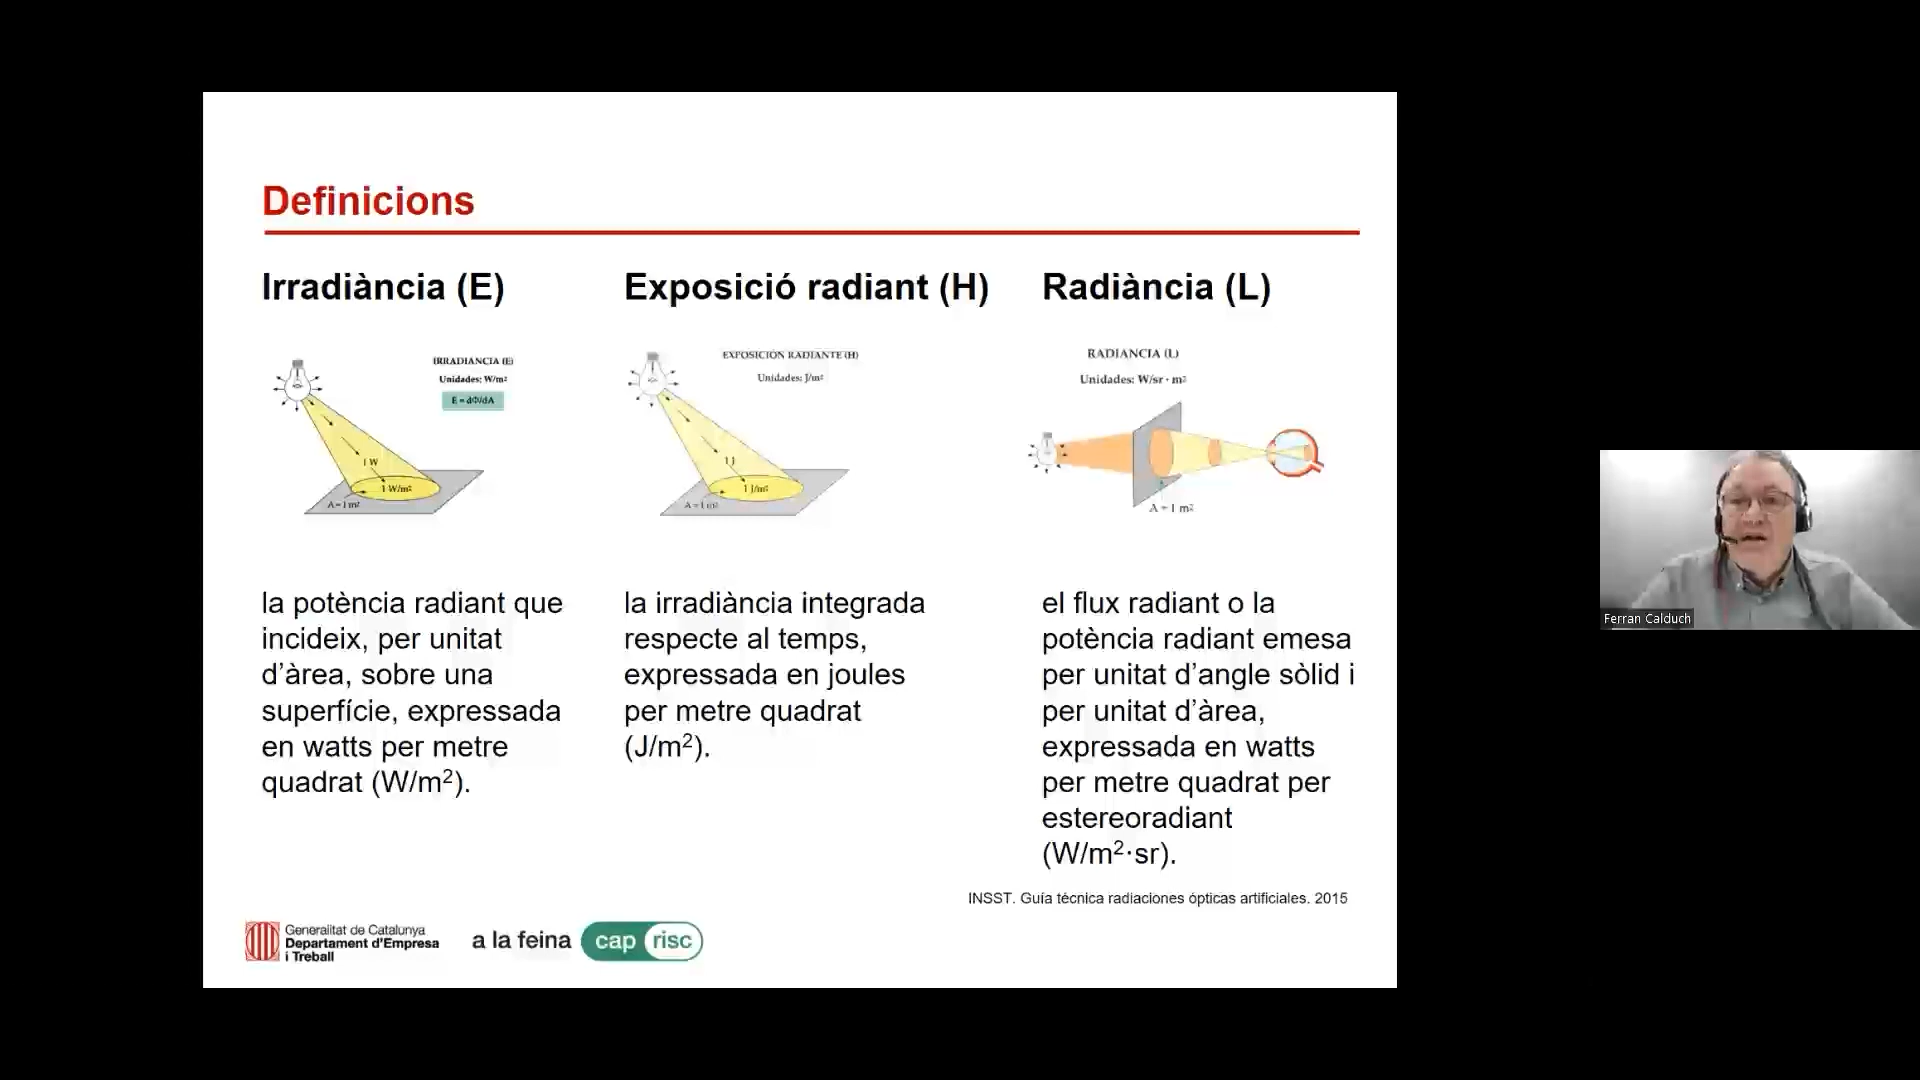 Definicions
Irradiància (E)
IRRADIANCIA (E)
Unidades: W/m²
E = dΦ/dA
1 W
1 W/m²
A=1 m²
la potència radiant que
incideix, per unitat
d’àrea, sobre una
superfície, expressada
en watts per metre
quadrat (W/m²).
Exposició radiant (H)
EXPOSICIÓN RADIANTE (H)
Unidades: J/m²
1 J
1 J/m²
A=1 m²
la irradiància integrada
respecte al temps,
expressada en joules
per metre quadrat
(J/m²).
Radiància (L)
RADIANCIA (L)
Unidades: W/sr · m²
A = 1 m²
el flux radiant o la
potència radiant emesa
per unitat d’angle sòlid i
per unitat d’àrea,
expressada en watts
per metre quadrat per
estereoradiant
(W/m²·sr).
INSST. Guía técnica radiaciones ópticas artificiales. 2015
Generalitat de Catalunya
Departament d’Empresa
i Treball
a la feina cap risc
Ferran Calduch